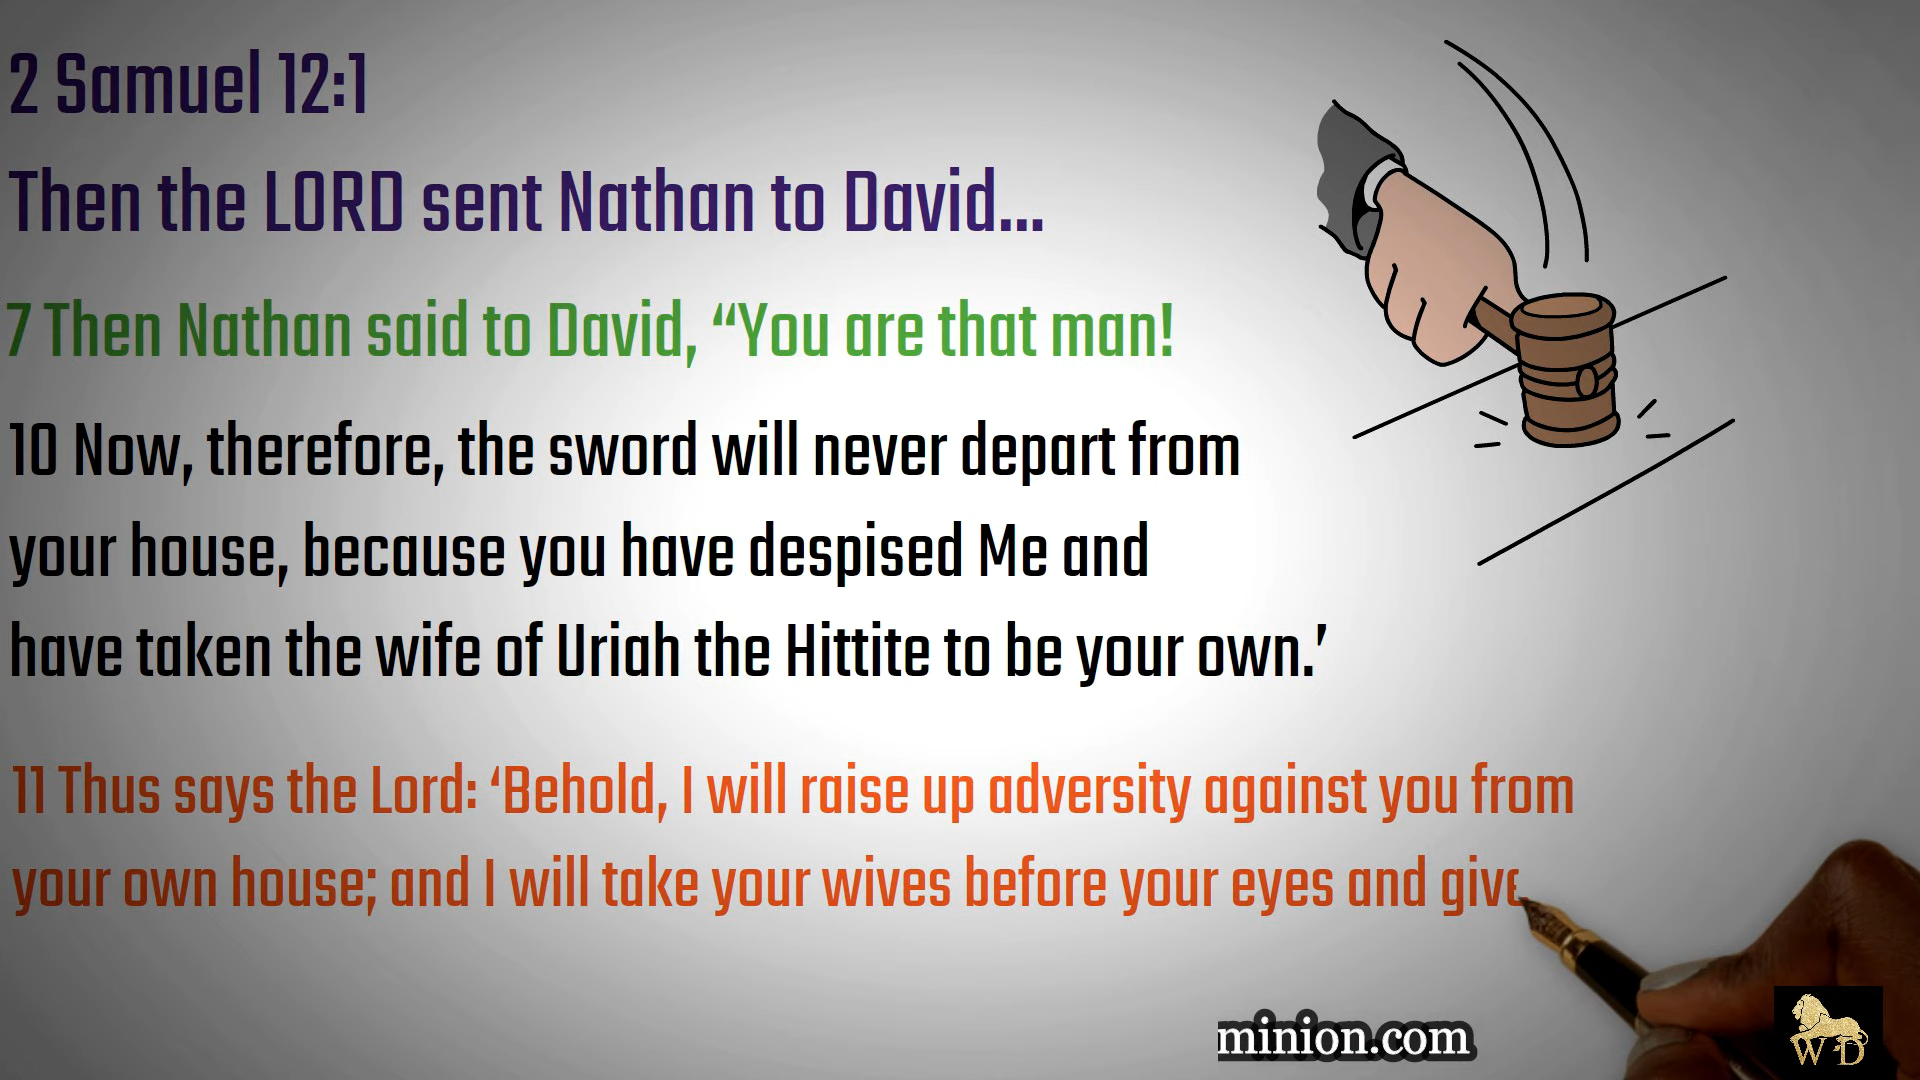 2 Samuel 12:1
Then the LORD sent Nathan to David...
7 Then Nathan said to David, “You are that man!
10 Now, therefore, the sword will never depart from
your house, because you have despised Me and
have taken the wife of Uriah the Hittite to be your own.’
11 Thus says the Lord: ‘Behold, I will raise up adversity against you from
your own house; and I will take your wives before your eyes and give
minion.com
W D